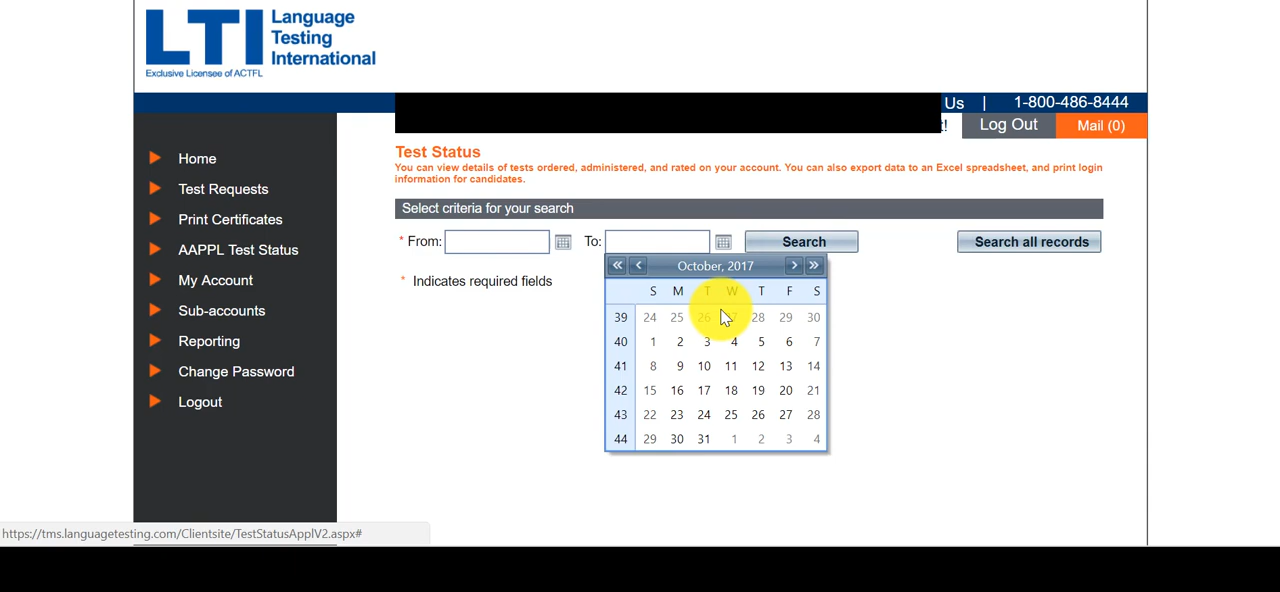 LTI Language
Testing
International
Exclusive Licensee of ACTFL
Us | 1-800-486-8444
t! Log Out Mail (0)
Home
Test Requests
Print Certificates
AAPPL Test Status
My Account
Sub-accounts
Reporting
Change Password
Logout
Test Status
You can view details of tests ordered, administered, and rated on your account. You can also export data to an Excel spreadsheet, and print login
information for candidates.
Select criteria for your search
* From: To: Search Search all records
* Indicates required fields
« ‹ October, 2017 › »
S M T W T F S
39 24 25 26 27 28 29 30
40 1 2 3 4 5 6 7
41 8 9 10 11 12 13 14
42 15 16 17 18 19 20 21
43 22 23 24 25 26 27 28
44 29 30 31 1 2 3 4
https://tms.languagetesting.com/Clientsite/TestStatusApplV2.aspx#